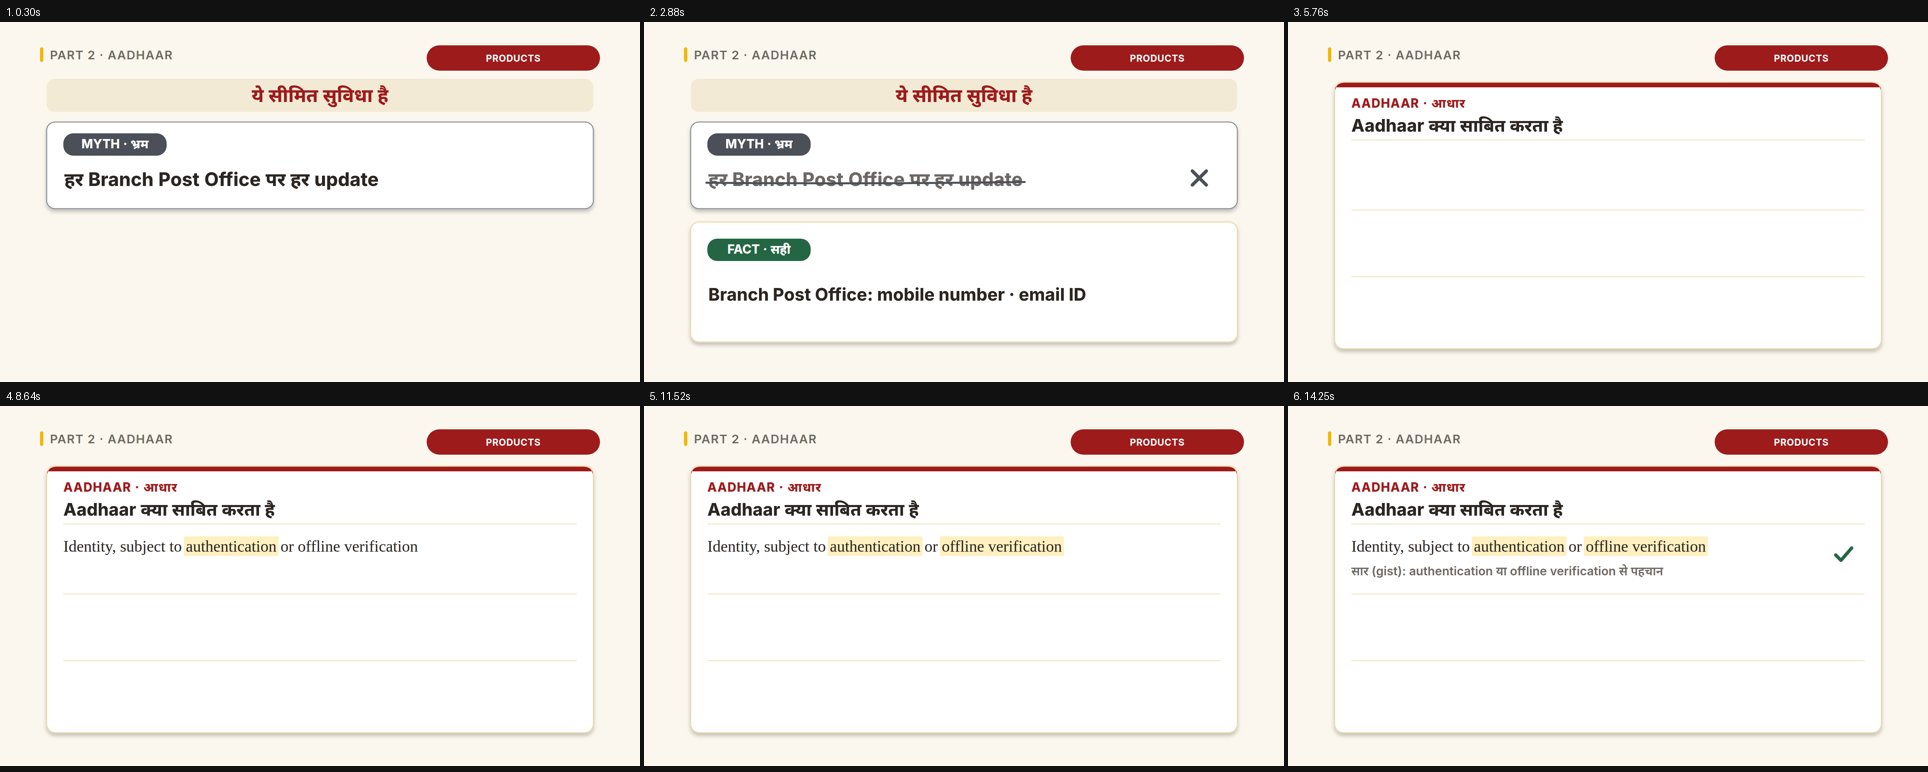 1. 0.30s
PART 2 · AADHAAR
PRODUCTS
ये सीमित सुविधा है
MYTH · भ्रम
हर Branch Post Office पर हर update
2. 2.88s
PART 2 · AADHAAR
PRODUCTS
ये सीमित सुविधा है
MYTH · भ्रम
हर Branch Post Office पर हर update
FACT · सही
Branch Post Office: mobile number · email ID
3. 5.76s
PART 2 · AADHAAR
PRODUCTS
AADHAAR · आधार
Aadhaar क्या साबित करता है
4. 8.64s
PART 2 · AADHAAR
PRODUCTS
AADHAAR · आधार
Aadhaar क्या साबित करता है
Identity, subject to authentication or offline verification
5. 11.52s
PART 2 · AADHAAR
PRODUCTS
AADHAAR · आधार
Aadhaar क्या साबित करता है
Identity, subject to authentication or offline verification
6. 14.25s
PART 2 · AADHAAR
PRODUCTS
AADHAAR · आधार
Aadhaar क्या साबित करता है
Identity, subject to authentication or offline verification
सार (gist): authentication या offline verification से पहचान